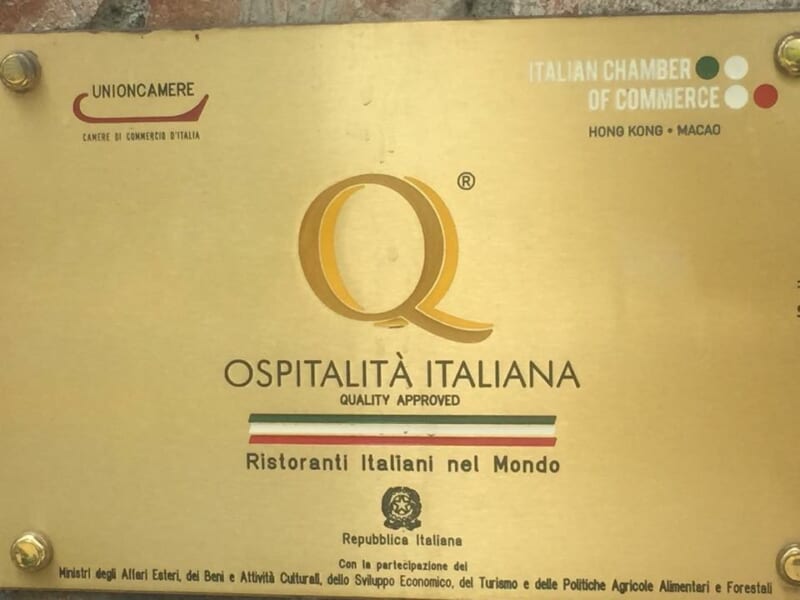 UNIONCAMERE
CAMERE DI COMMERCIO D'ITALIA
ITALIAN CHAMBER
OF COMMERCE
HONG KONG • MACAO
Q ®
OSPITALITÀ ITALIANA
QUALITY APPROVED
Ristoranti Italiani nel Mondo
Repubblica Italiana
Con la partecipazione dei
Ministri degli Affari Esteri, dei Beni e Attività Culturali, dello Sviluppo Economico, del Turismo e delle Politiche Agricole Alimentari e Forestali